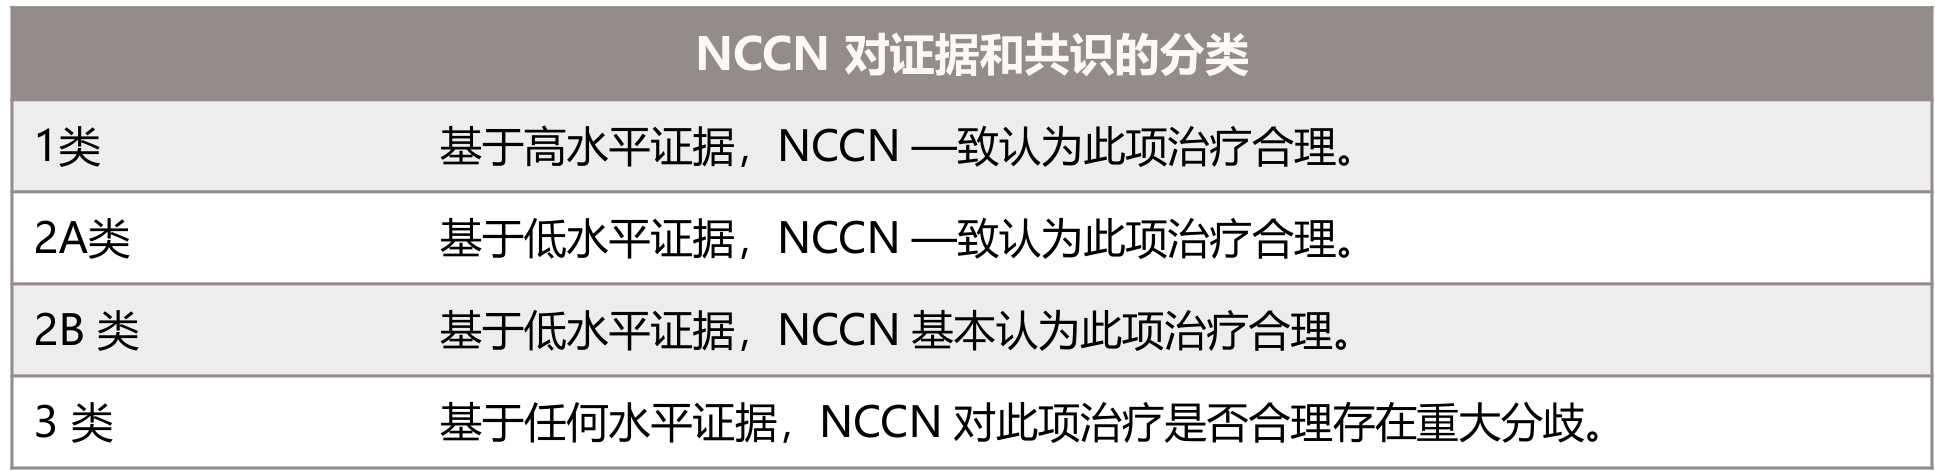 NCCN 对证据和共识的分类
1类 基于高水平证据，NCCN 一致认为此项治疗合理。
2A类 基于低水平证据，NCCN 一致认为此项治疗合理。
2B 类 基于低水平证据，NCCN 基本认为此项治疗合理。
3 类 基于任何水平证据，NCCN 对此项治疗是否合理存在重大分歧。